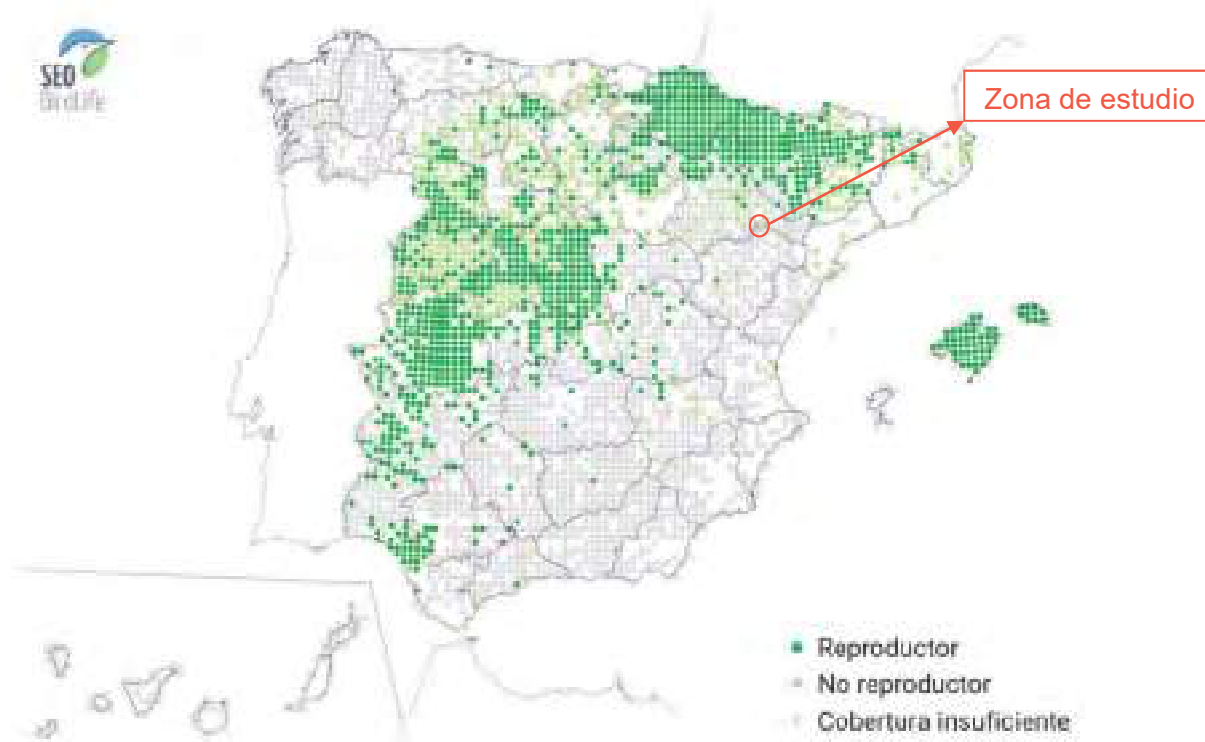 SEO
BirdLife
Zona de estudio
Reproductor
No reproductor
Cobertura insuficiente